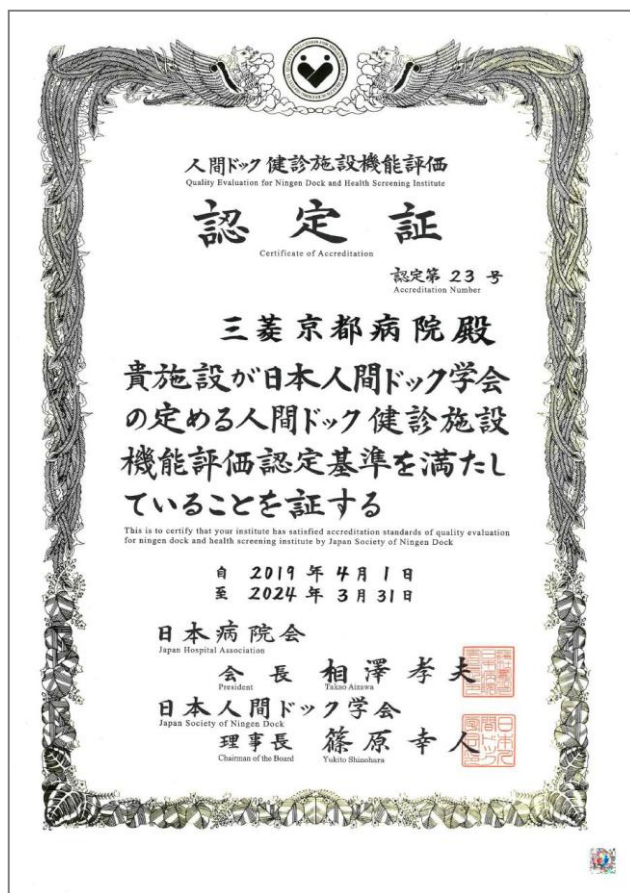 人間ドック健診施設機能評価
Quality Evaluation for Ningen Dock and Health Screening Institute
認定証
Certificate of Accreditation
認定第 23 号
Accreditation Number
三菱京都病院殿
貴施設が日本人間ドック学会
の定める人間ドック健診施設
機能評価認定基準を満たし
ていることを証する
This is to certify that your institute has satisfied accreditation standards of quality evaluation
for ningen dock and health screening institute by Japan Society of Ningen Dock
自 2019 年 4 月 1 日
至 2024 年 3 月 31 日
日本病院会
Japan Hospital Association
会長 相澤孝夫
President Takao Aizawa
日本人間ドック学会
Japan Society of Ningen Dock
理事長 篠原幸人
Chairman of the Board Yukito Shinohara